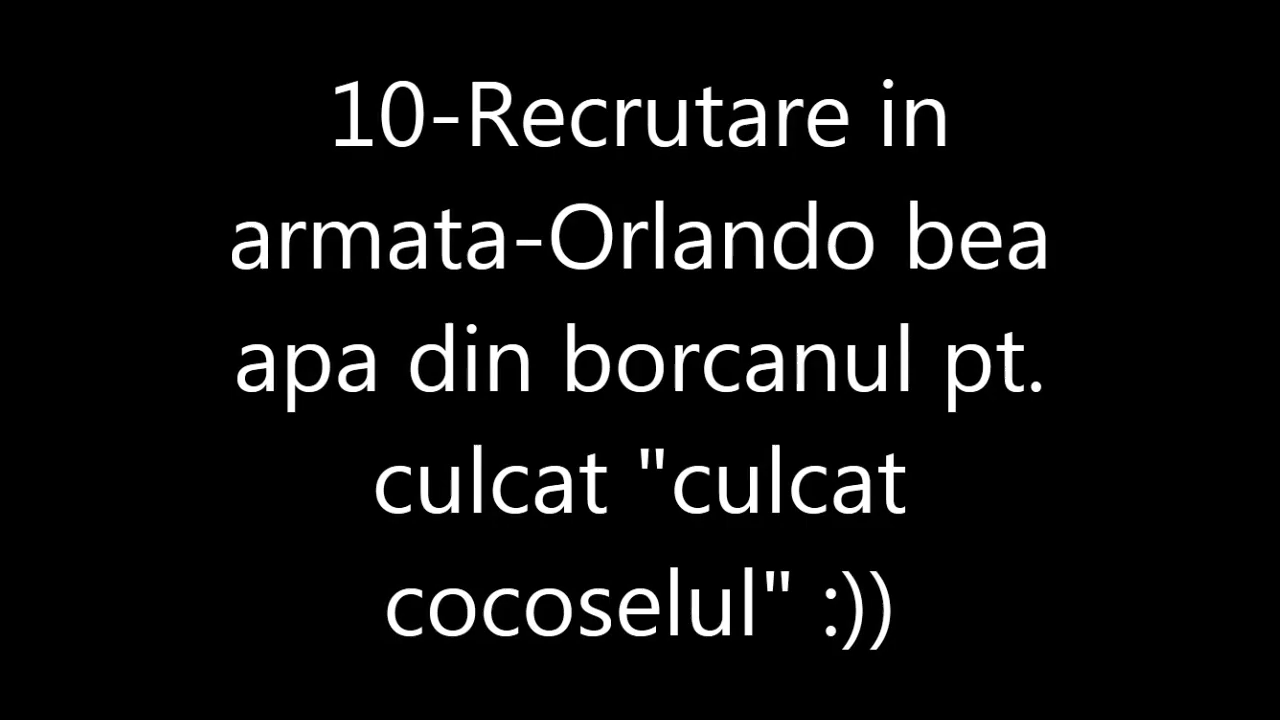 10-Recrutare in
armata-Orlando bea
apa din borcanul pt.
culcat "culcat
cocoselul" :))